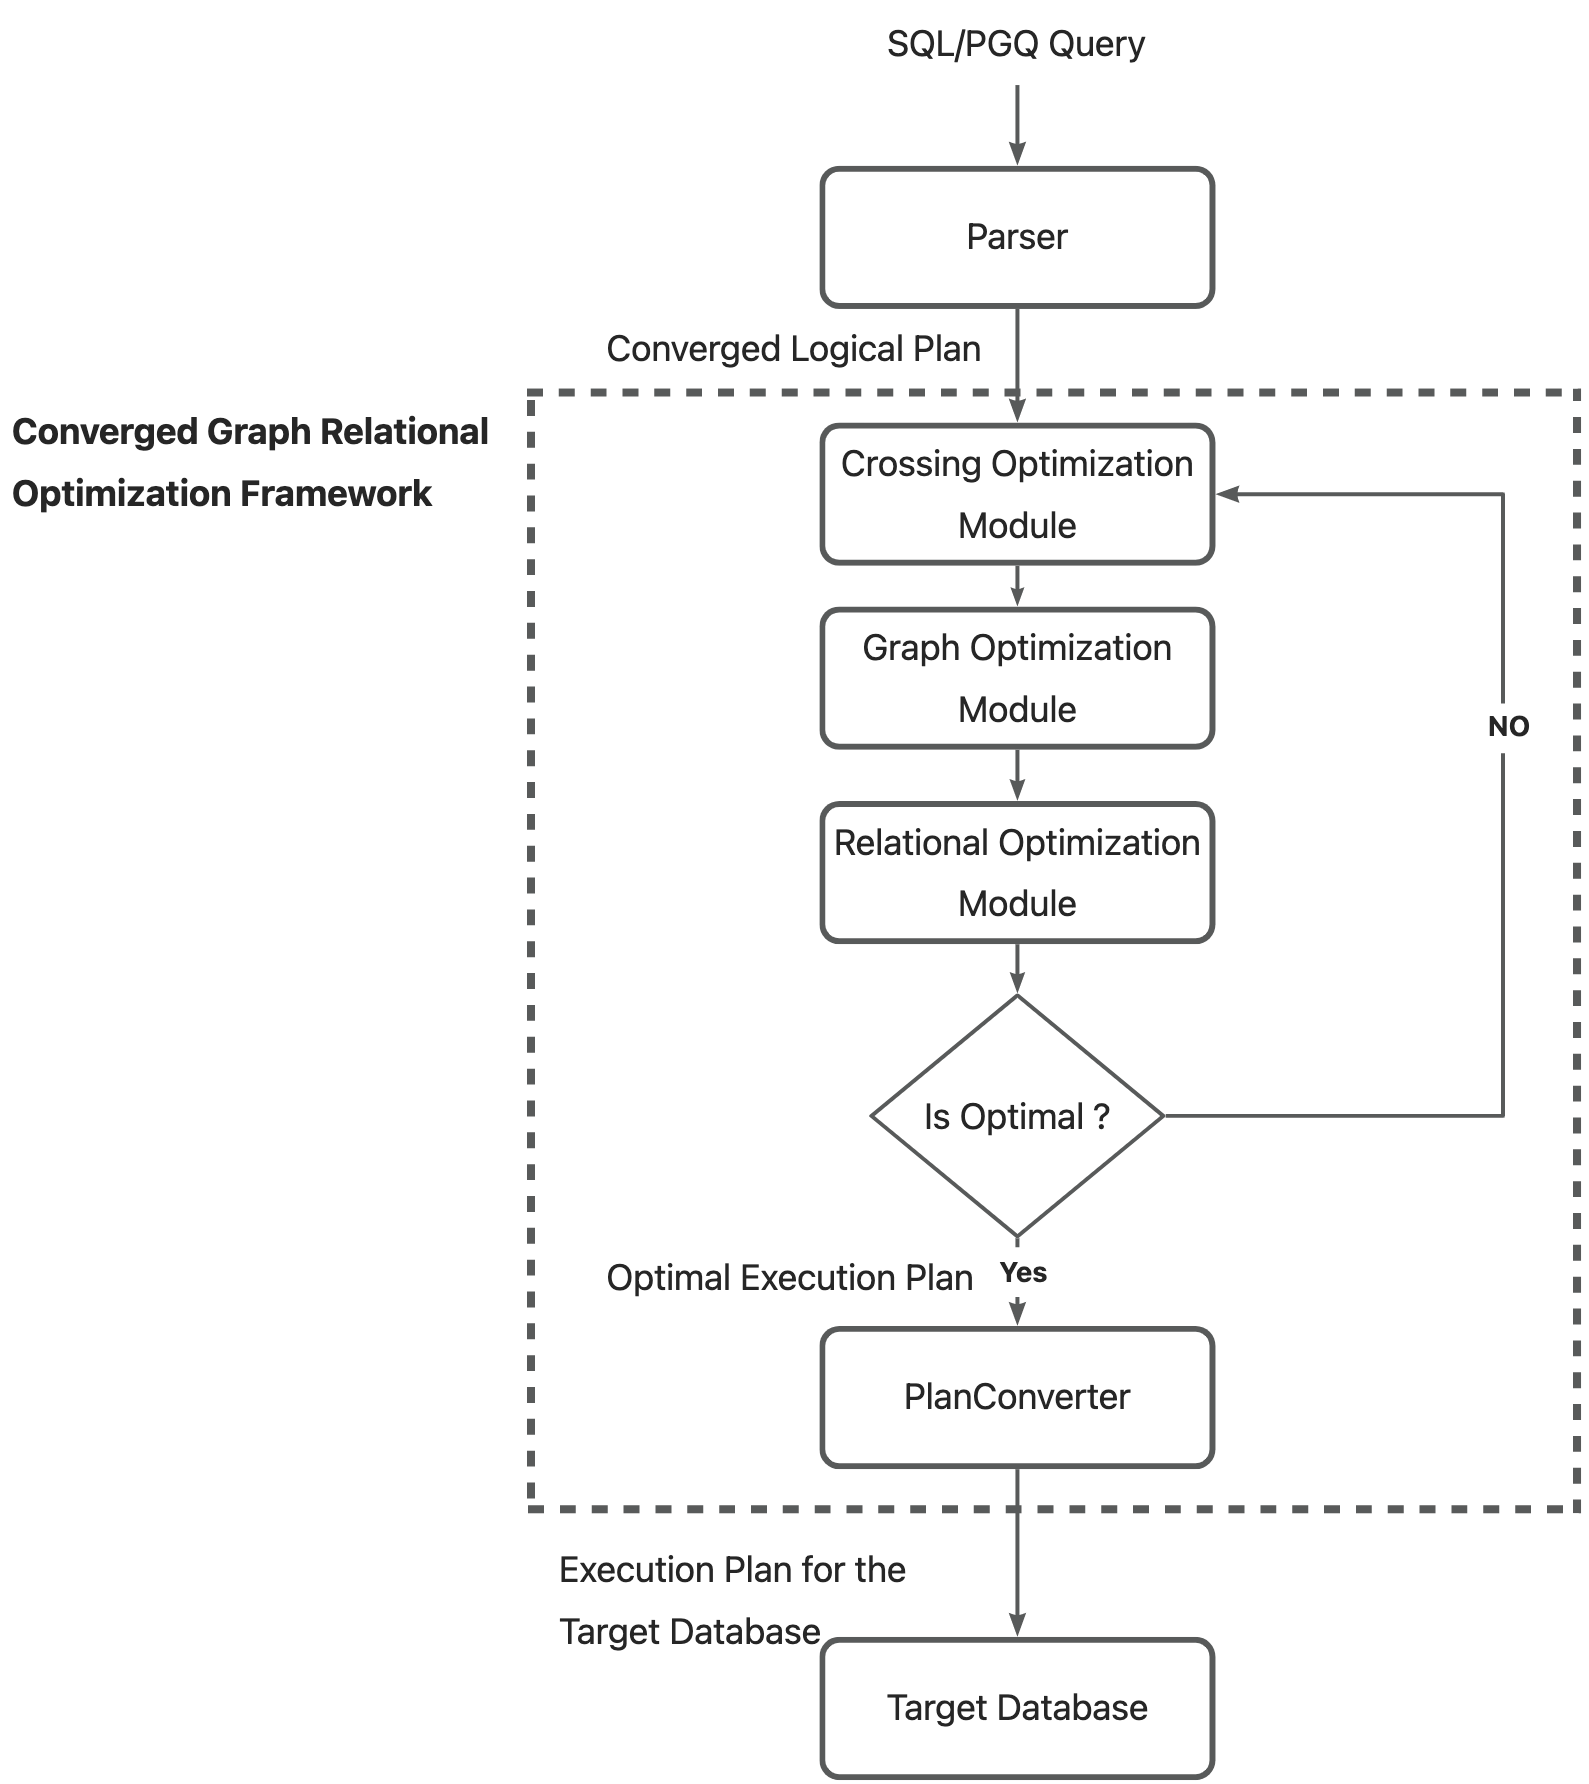 SQL/PGQ Query
Parser
Converged Logical Plan
Converged Graph Relational
Optimization Framework
Crossing Optimization
Module
Graph Optimization
Module
NO
Relational Optimization
Module
Is Optimal ?
Optimal Execution Plan
Yes
PlanConverter
Execution Plan for the
Target Database
Target Database